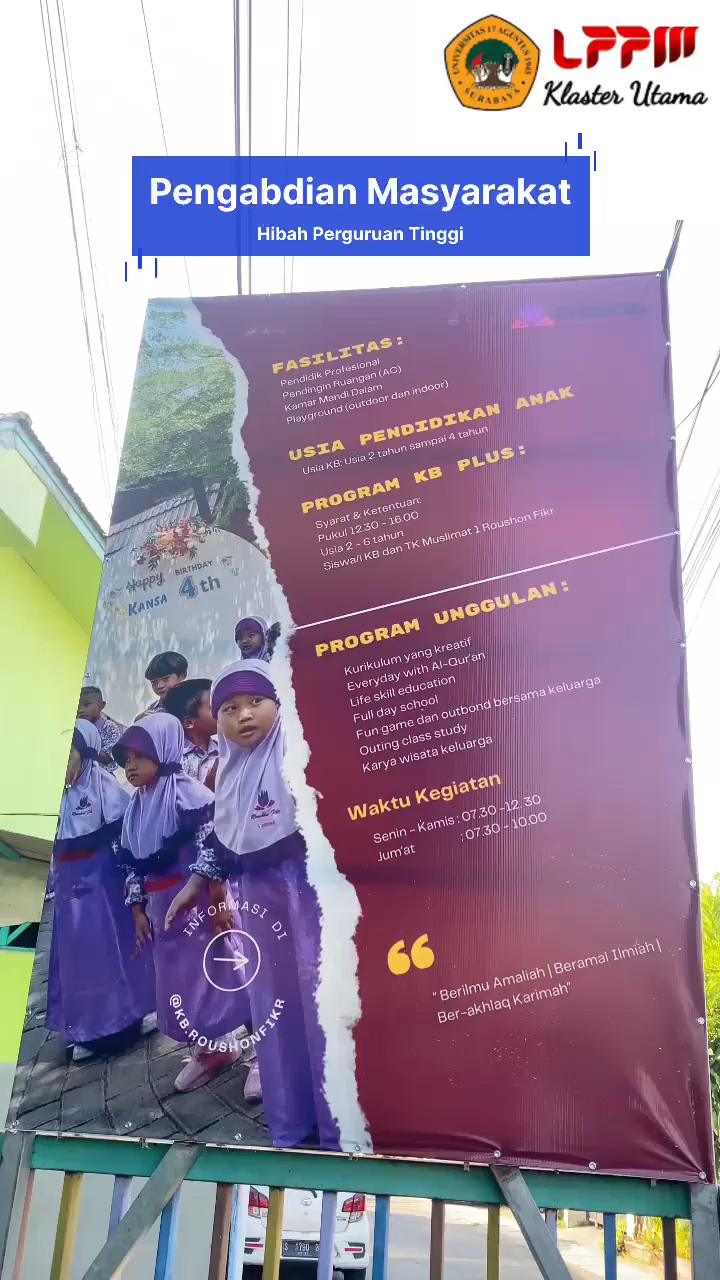 UNIVERSITAS 17 AGUSTUS 1945
SURABAYA
LPPM
Klaster Utama
Pengabdian Masyarakat
Hibah Perguruan Tinggi
FASILITAS:
Pendidik Profesional
Pendingin Ruangan (AC)
Kamar Mandi Dalam
Playground (outdoor dan indoor)
USIA PENDIDIKAN ANAK
Usia KB: Usia 2 tahun sampai 4 tahun
PROGRAM KB PLUS:
Syarat & Ketentuan:
Pukul 12.30 - 16.00
Usia 2 - 6 tahun
Siswa/i KB dan TK Muslimat 1 Roushon Fikr
PROGRAM UNGGULAN:
Kurikulum yang kreatif
Everyday with Al-Qur'an
Life skill education
Full day school
Fun game dan outbond bersama keluarga
Outing class study
Karya wisata keluarga
Waktu Kegiatan
Senin - Kamis : 07.30 -12. 30
Jum'at : 07.30 - 10.00
" Berilmu Amaliah | Beramal Ilmiah |
Ber-akhlaq Karimah"
Happy BIRTHDAY
KANSA 4th
INFORMASI DI
@KB.ROUSHONFIKR